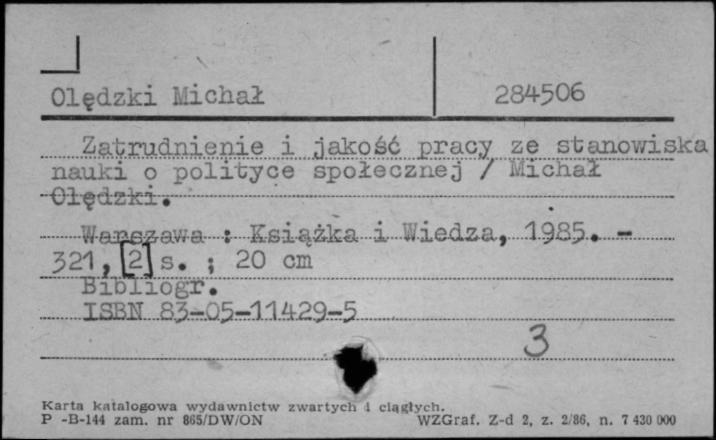 Olędzki Michał 284506
Zatrudnienie i jakość pracy ze stanowiska
nauki o polityce społecznej / Michał
Olędzki.
Warszawa : Książka i Wiedza, 1985. -
321, [2] s. ; 20 cm
Bibliogr.
ISBN 83-05-11429-5
3
Karta katalogowa wydawnictw zwartych i ciągłych.
P -B-144 zam. nr 865/DW/ON WZGraf. Z-d 2, z. 2/86, n. 7 430 000